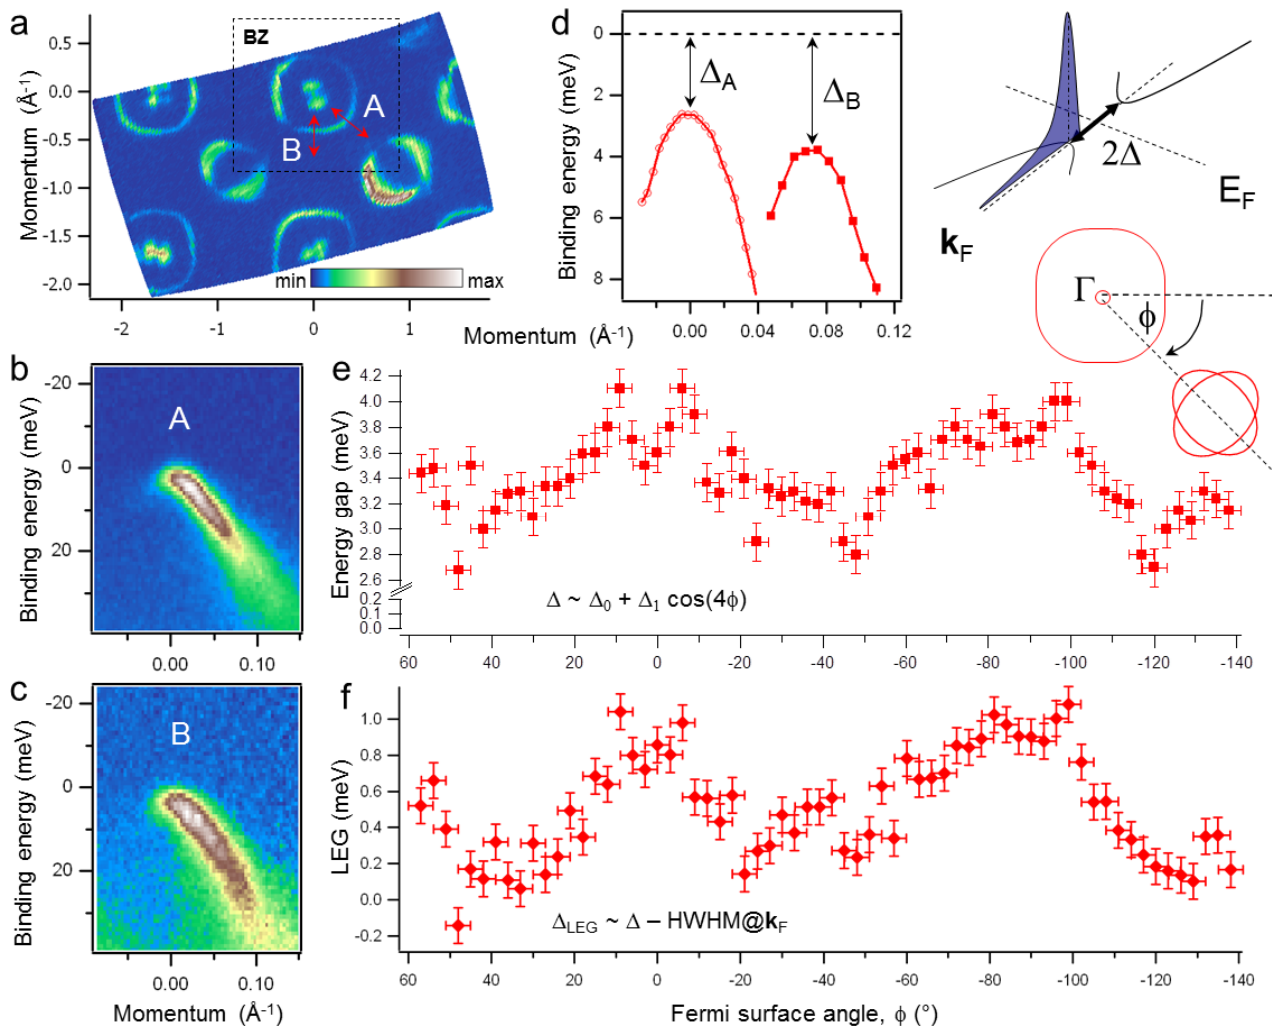 a
Momentum (Å-1)
0.5
0.0
-0.5
-1.0
-1.5
-2.0
BZ
A
B
min
max
-2
-1
0
1
Momentum (Å-1)
d
Binding energy (meV)
0
2
4
6
8
ΔA
ΔB
0.00
0.04
0.08
0.12
2Δ
EF
kF
Γ
ϕ
b
Binding energy (meV)
-20
0
20
A
0.00
0.10
c
Binding energy (meV)
-20
0
20
B
0.00
0.10
Momentum (Å-1)
e
Energy gap (meV)
4.2
4.0
3.8
3.6
3.4
3.2
3.0
2.8
2.6
0.2
0.0
Δ ~ Δ0 + Δ1 cos(4ϕ)
60
40
20
0
-20
-40
-60
-80
-100
-120
-140
f
LEG (meV)
1.0
0.8
0.6
0.4
0.2
0.0
-0.2
ΔLEG ~ Δ – HWHM@kF
60
40
20
0
-20
-40
-60
-80
-100
-120
-140
Fermi surface angle, ϕ (°)